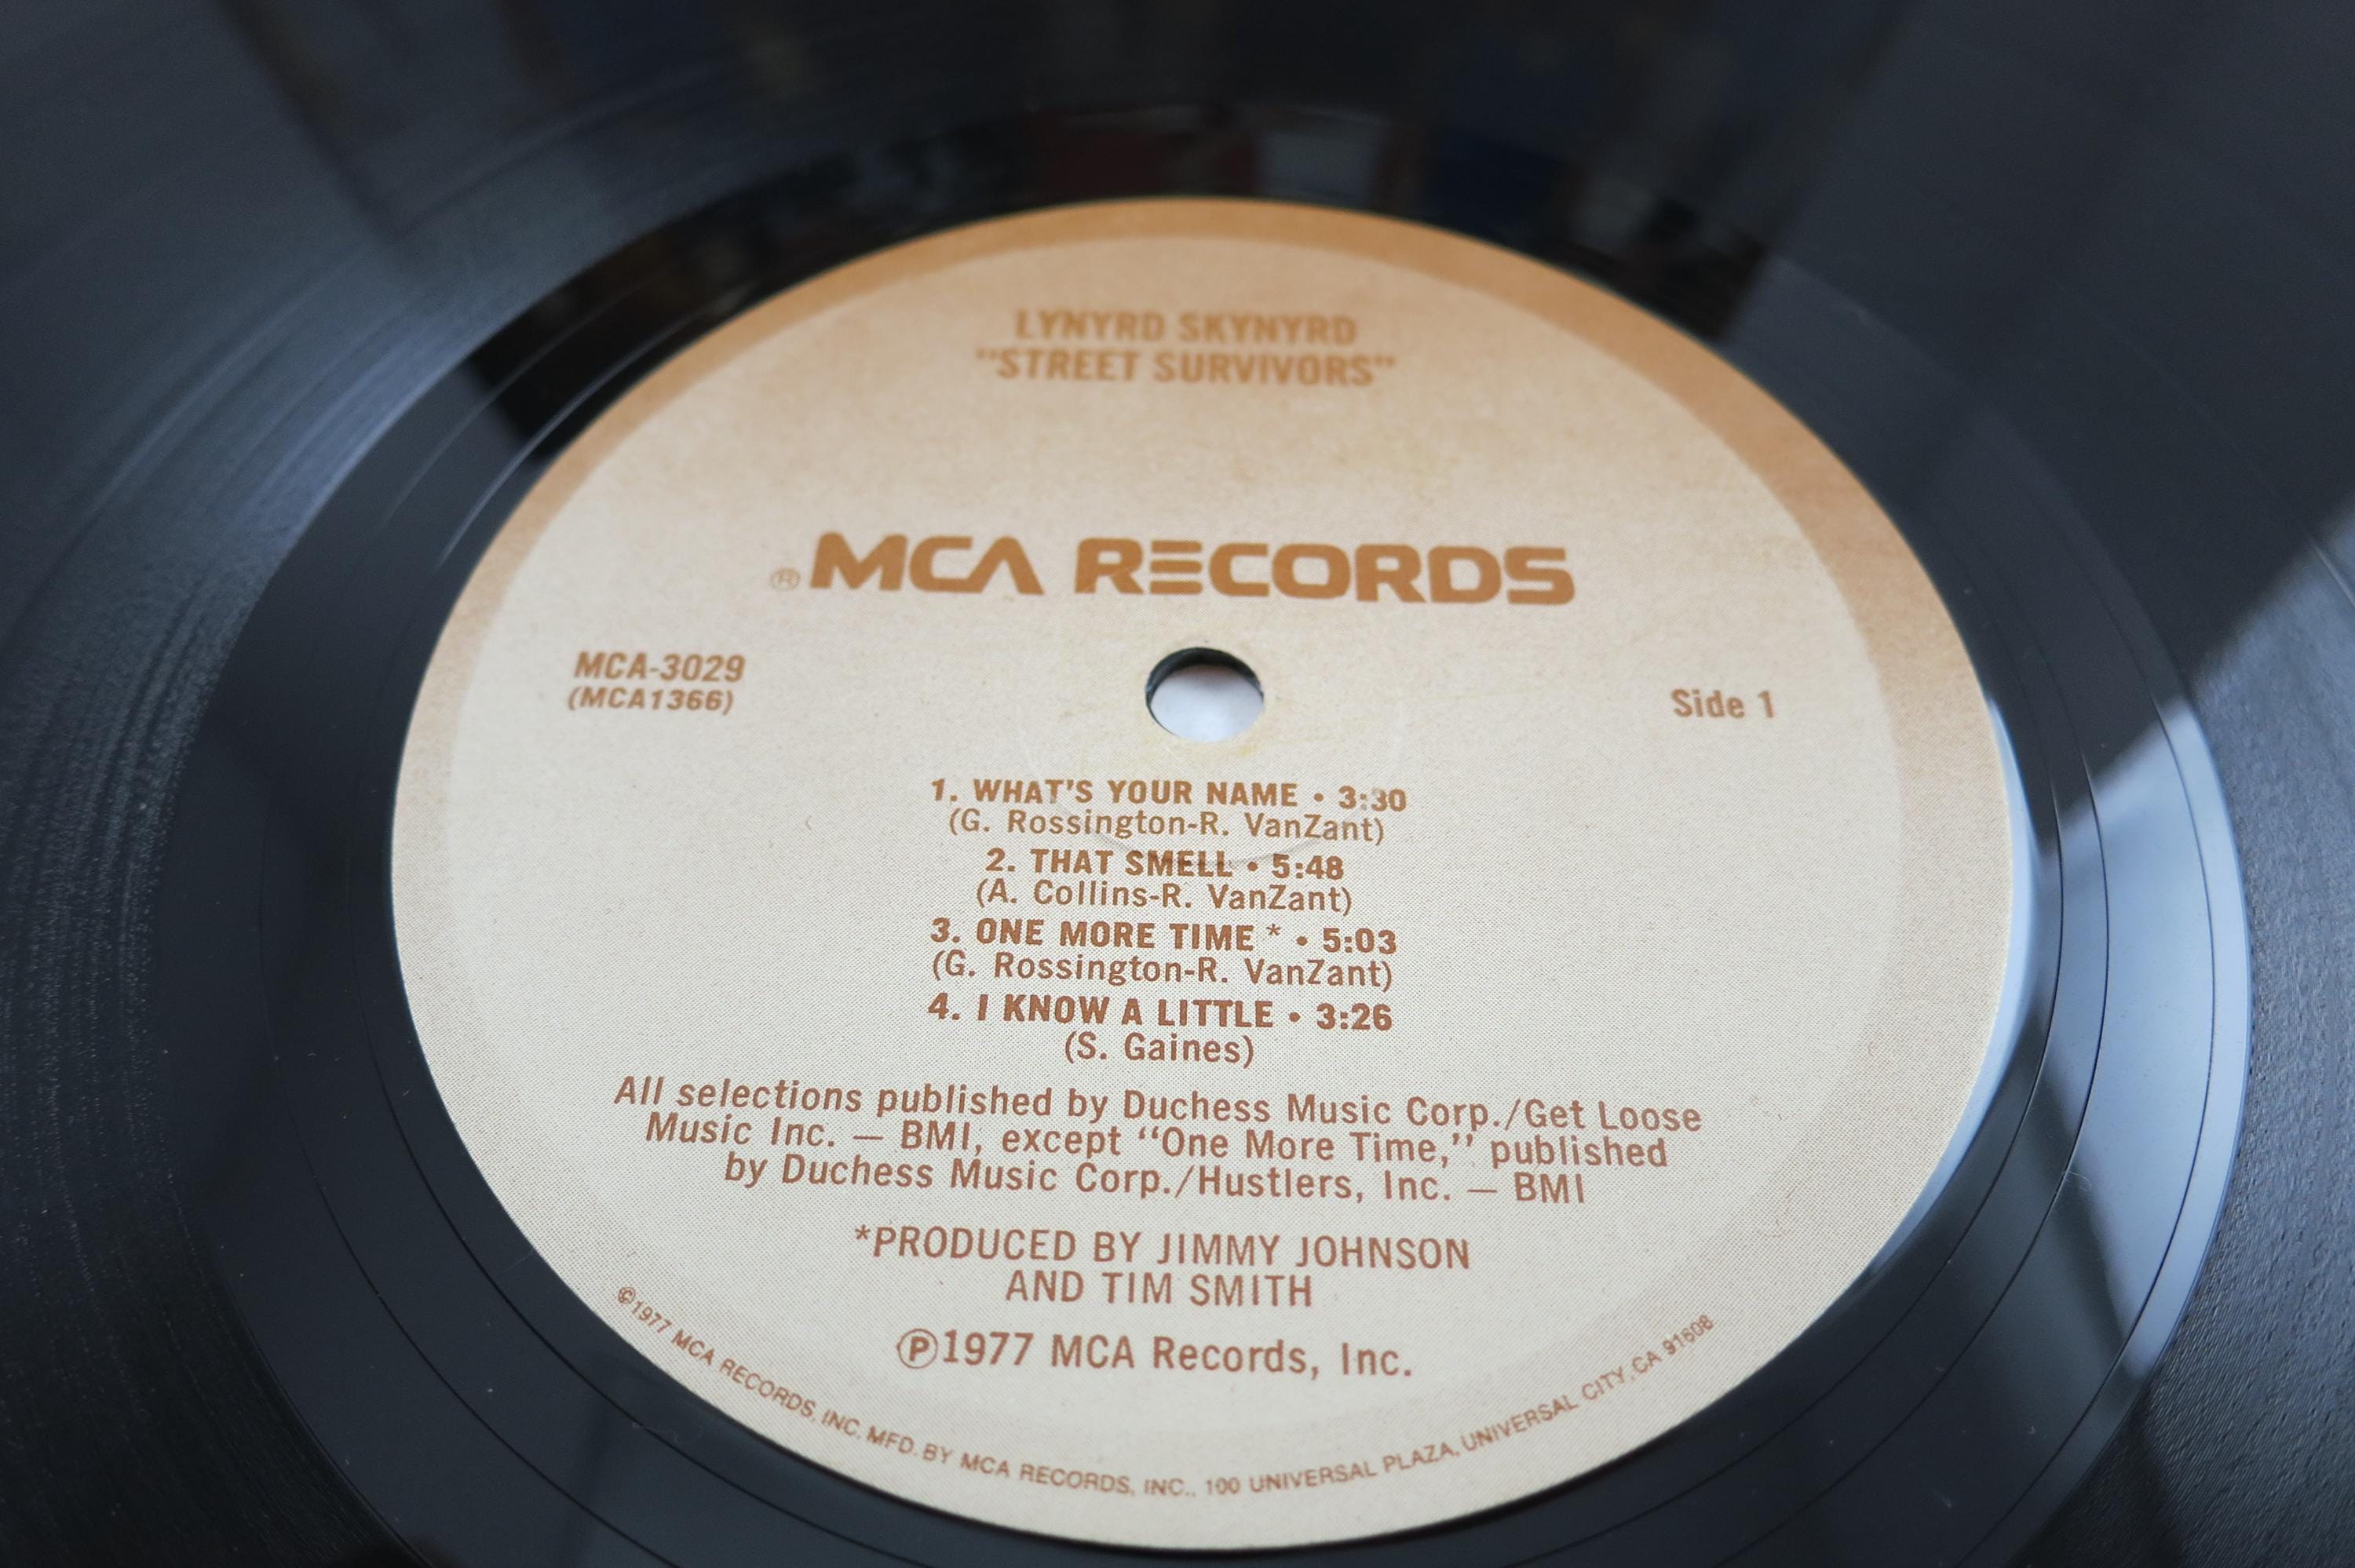 LYNYRD SKYNYRD
"STREET SURVIVORS"
® MCA RECORDS
MCA-3029
(MCA1366)
Side 1
1. WHAT'S YOUR NAME • 3:30
(G. Rossington-R. VanZant)
2. THAT SMELL • 5:48
(A. Collins-R. VanZant)
3. ONE MORE TIME * • 5:03
(G. Rossington-R. VanZant)
4. I KNOW A LITTLE • 3:26
(S. Gaines)
All selections published by Duchess Music Corp./Get Loose
Music Inc. — BMI, except "One More Time," published
by Duchess Music Corp./Hustlers, Inc. — BMI
*PRODUCED BY JIMMY JOHNSON
AND TIM SMITH
℗1977 MCA Records, Inc.
©1977 MCA RECORDS, INC. MFD. BY MCA RECORDS, INC., 100 UNIVERSAL PLAZA, UNIVERSAL CITY, CA 91608